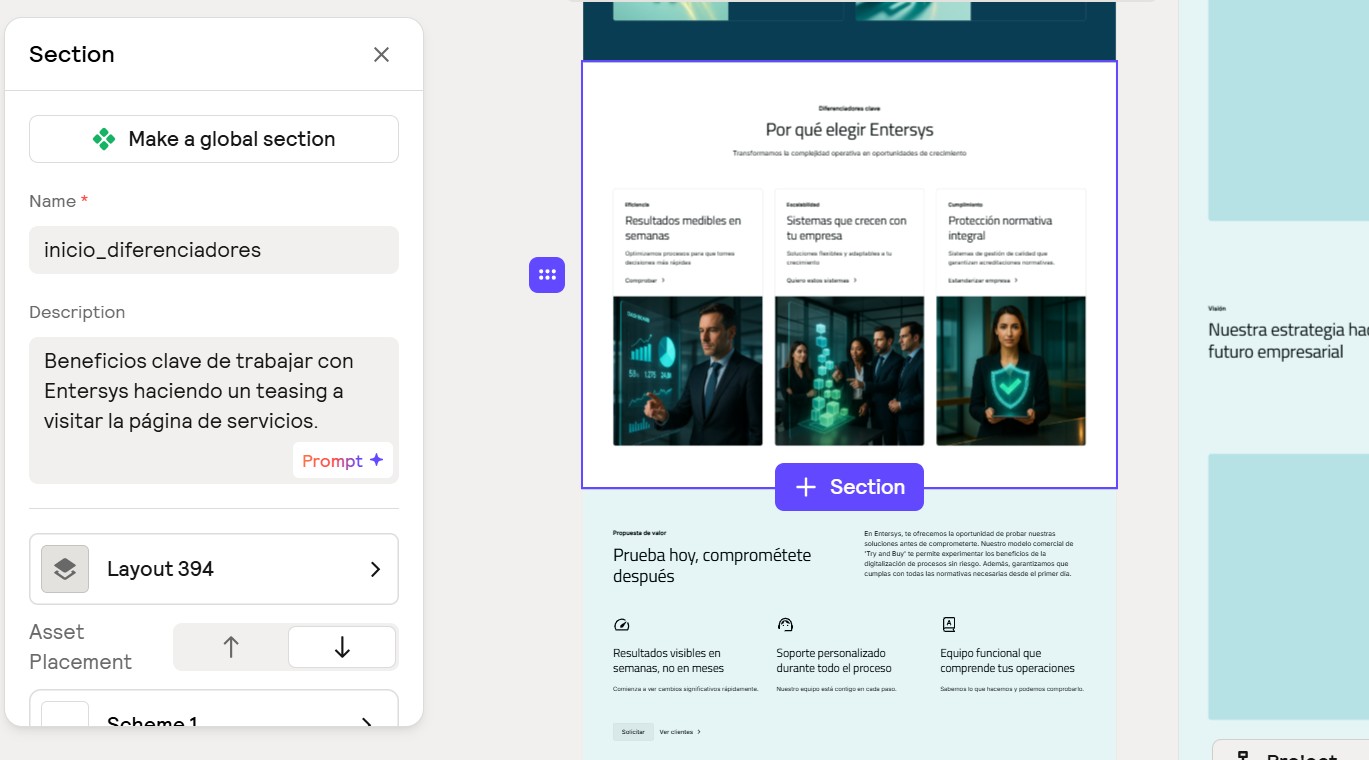 Section
Make a global section
Name *
inicio_diferenciadores
Description
Beneficios clave de trabajar con
Entersys haciendo un teasing a
visitar la página de servicios.
Prompt
Layout 394
Asset
Placement
Scheme 1
Diferenciadores clave
Por qué elegir Entersys
Transformamos la complejidad operativa en oportunidades de crecimiento
Eficiencia
Resultados medibles en
semanas
Optimizamos procesos para que tomes
decisiones más rápidas
Comprobar
Escalabilidad
Sistemas que crecen con
tu empresa
Soluciones flexibles y adaptables a tu
crecimiento
Quiero estos sistemas
Cumplimiento
Protección normativa
integral
Sistemas de gestión de calidad que
garantizan acreditaciones normativas.
Estandarizar empresa
Section
Propuesta de valor
Prueba hoy, comprométete
después
En Entersys, te ofrecemos la oportunidad de probar nuestras
soluciones antes de comprometerte. Nuestro modelo comercial de
'Try and Buy' te permite experimentar los beneficios de la
digitalización de procesos sin riesgo. Además, garantizamos que
cumplas con todas las normativas necesarias desde el primer día.
Resultados visibles en
semanas, no en meses
Comienza a ver cambios significativos rápidamente.
Soporte personalizado
durante todo el proceso
Nuestro equipo está contigo en cada paso.
Equipo funcional que
comprende tus operaciones
Sabemos lo que hacemos y podemos comprobarlo.
Solicitar
Ver clientes
Visión
Nuestra estrategia
futuro empresarial
Project